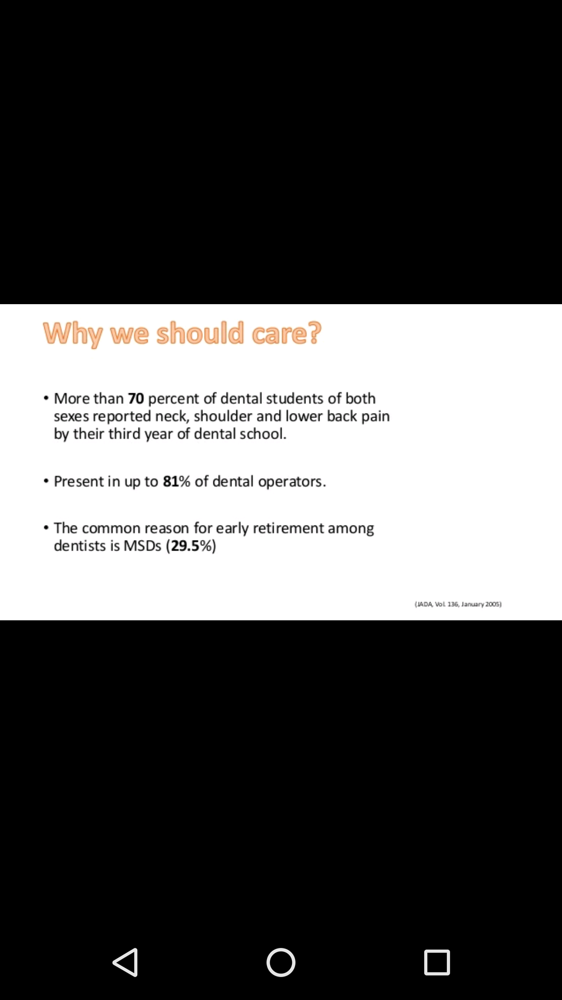 Why we should care?
• More than 70 percent of dental students of both
sexes reported neck, shoulder and lower back pain
by their third year of dental school.
• Present in up to 81% of dental operators.
• The common reason for early retirement among
dentists is MSDs (29.5%)
(JADA, Vol. 136, January 2005)